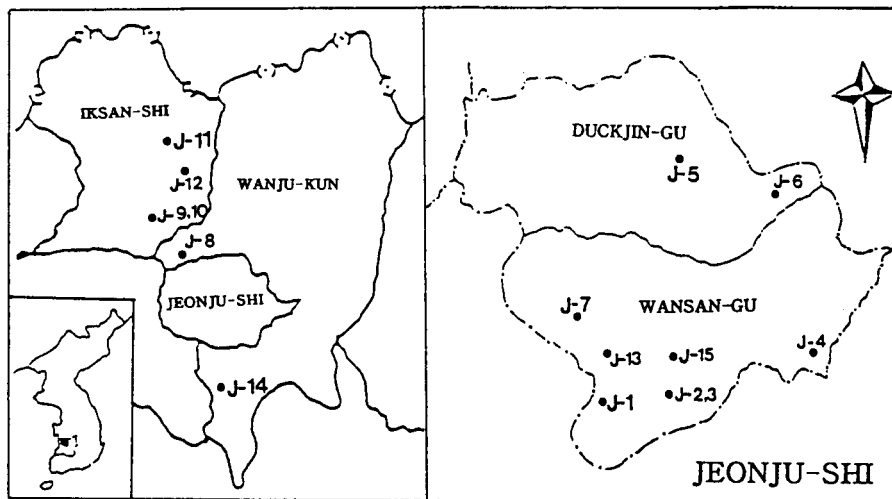 IKSAN-SHI
J-11
J-12
WANJU-KUN
J-9,10
J-8
JEONJU-SHI
J-14
1
DUCKJIN-GU
J-5
J-6
WANSAN-GU
J-7
J-13
J-15
J-4
J-1
J-2,3
JEONJU-SHI